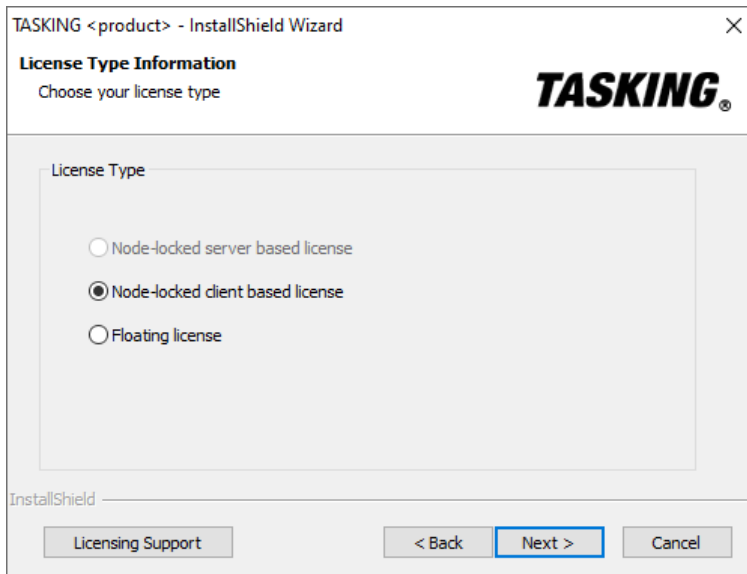 TASKING <product> - InstallShield Wizard
License Type Information
Choose your license type
TASKING®
License Type
Node-locked server based license
Node-locked client based license
Floating license
InstallShield
Licensing Support
< Back
Next >
Cancel